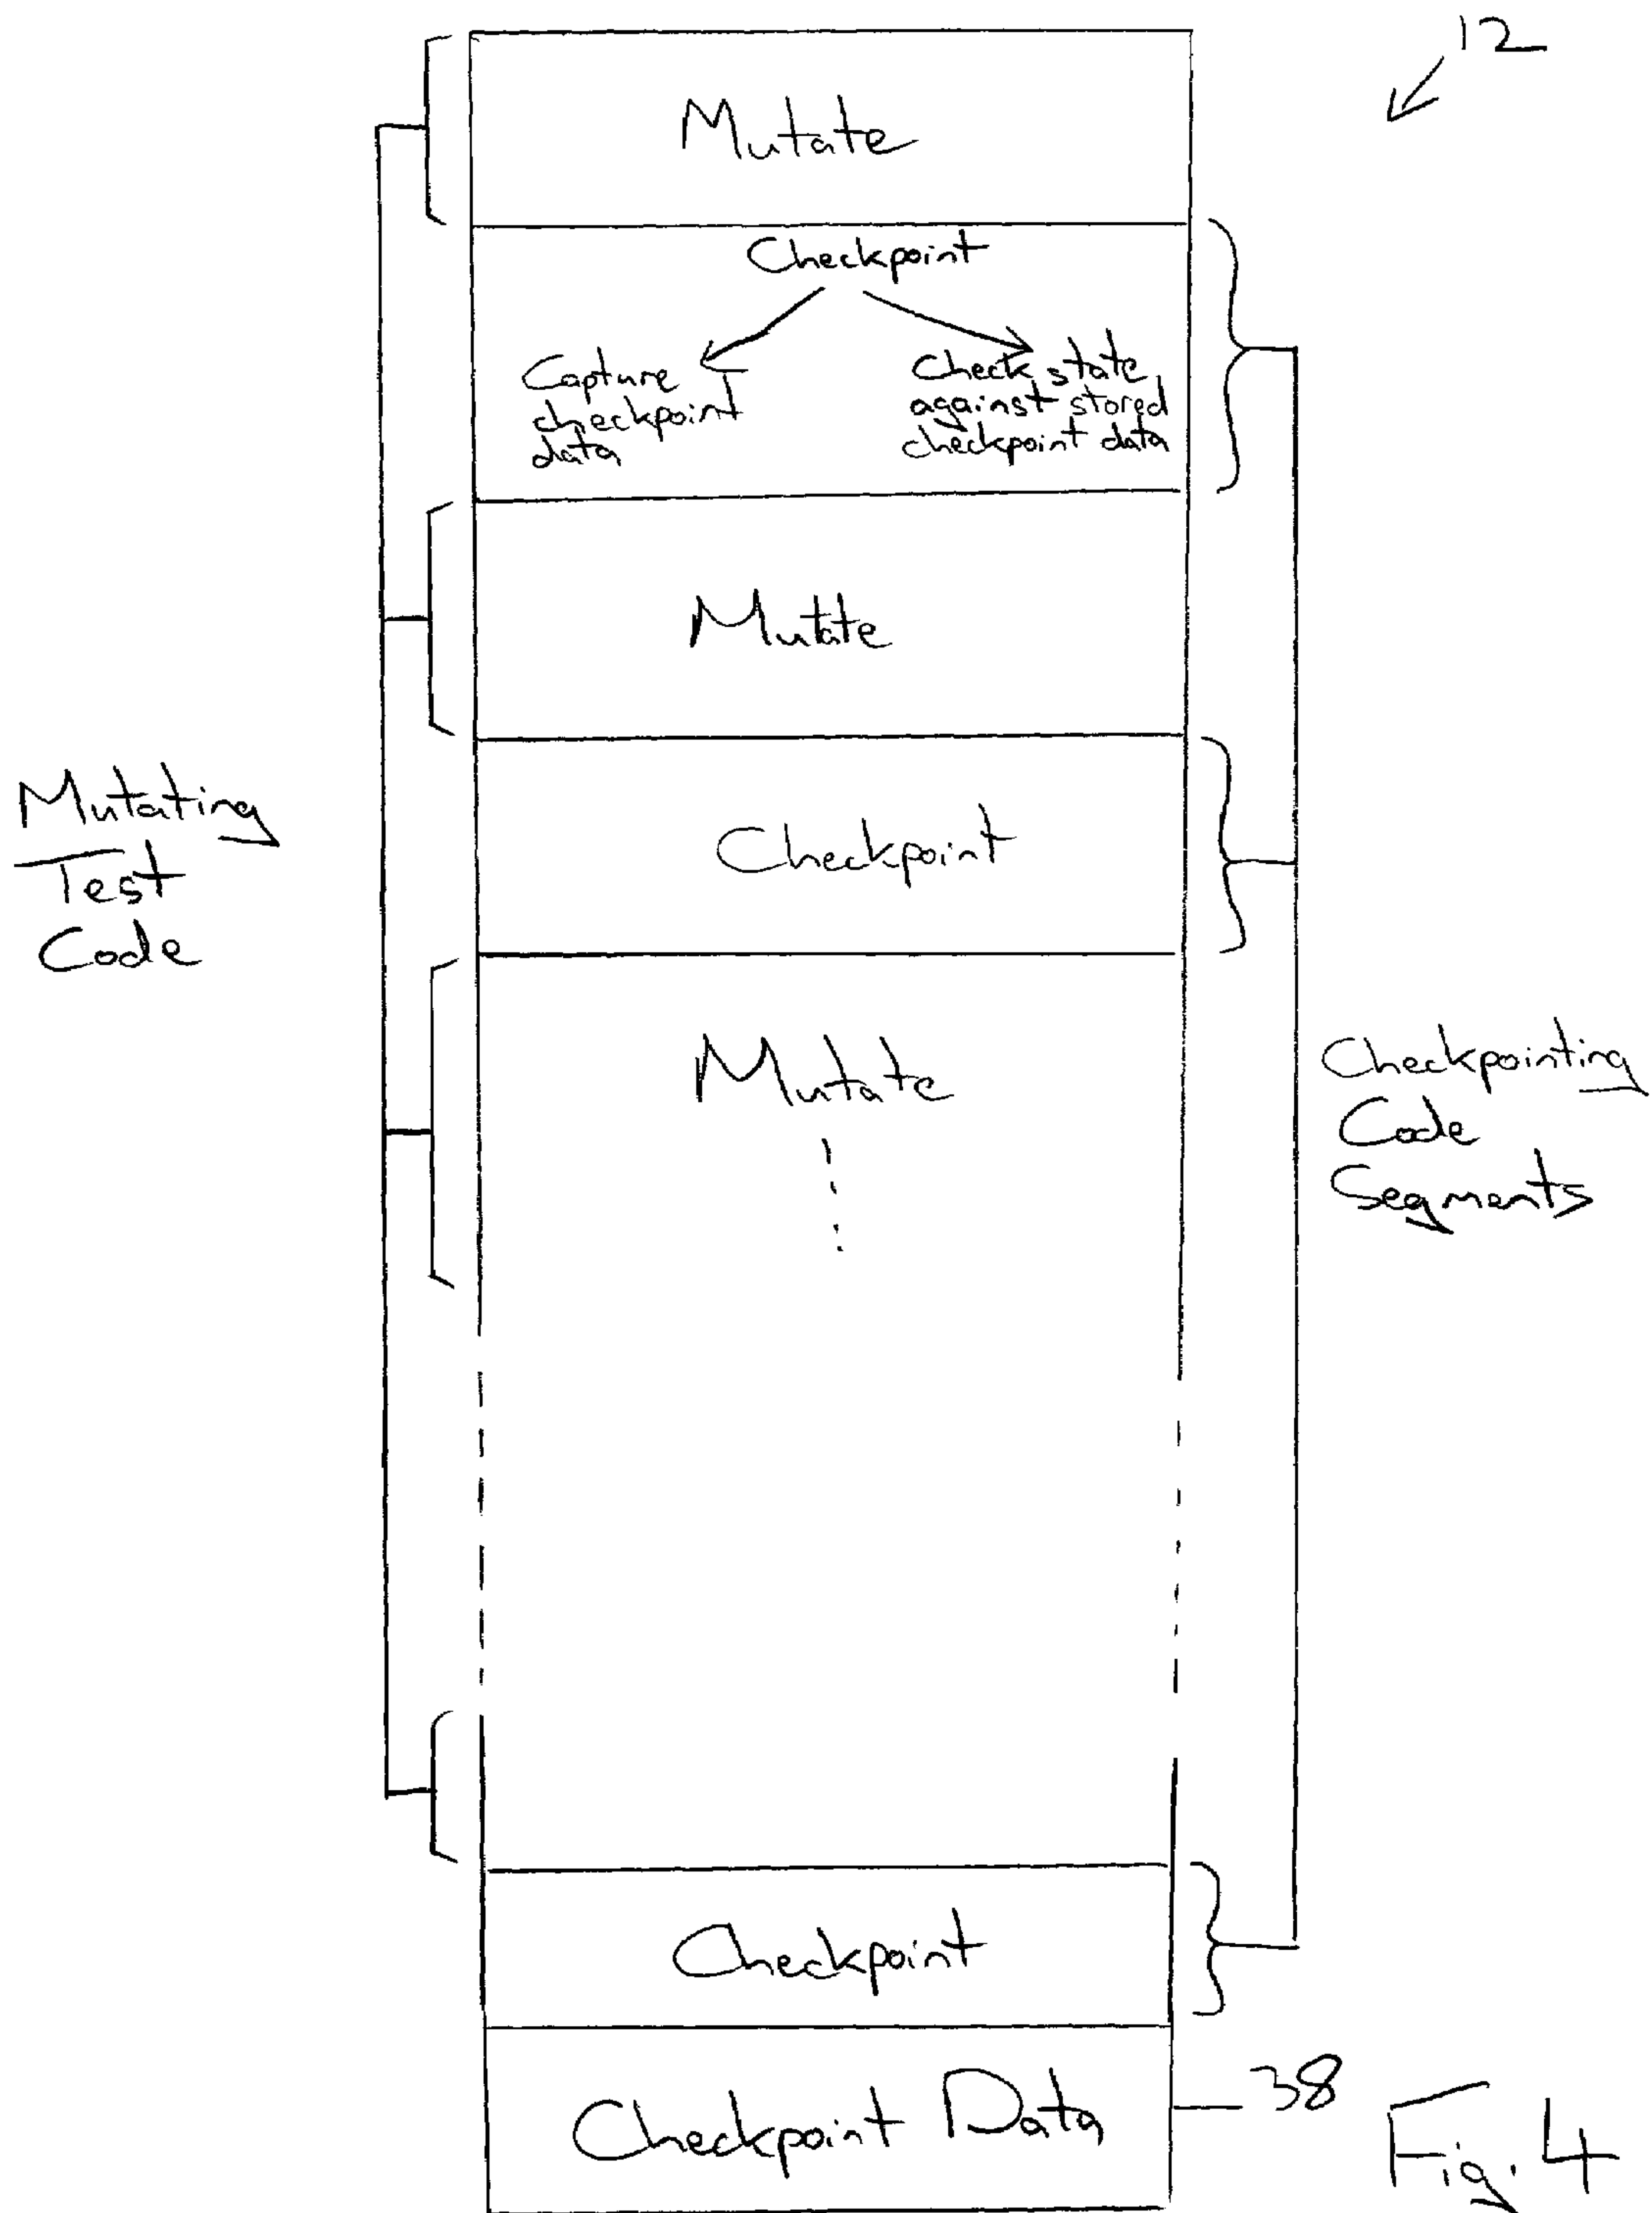 12
Mutate
Checkpoint
Capture
checkpoint
data
Check state
against stored
checkpoint data
Mutate
Mutating
Test
Code
Checkpoint
Mutate
Checkpointing
Code
Segments
Checkpoint
Checkpoint Data
38
Fig. 4